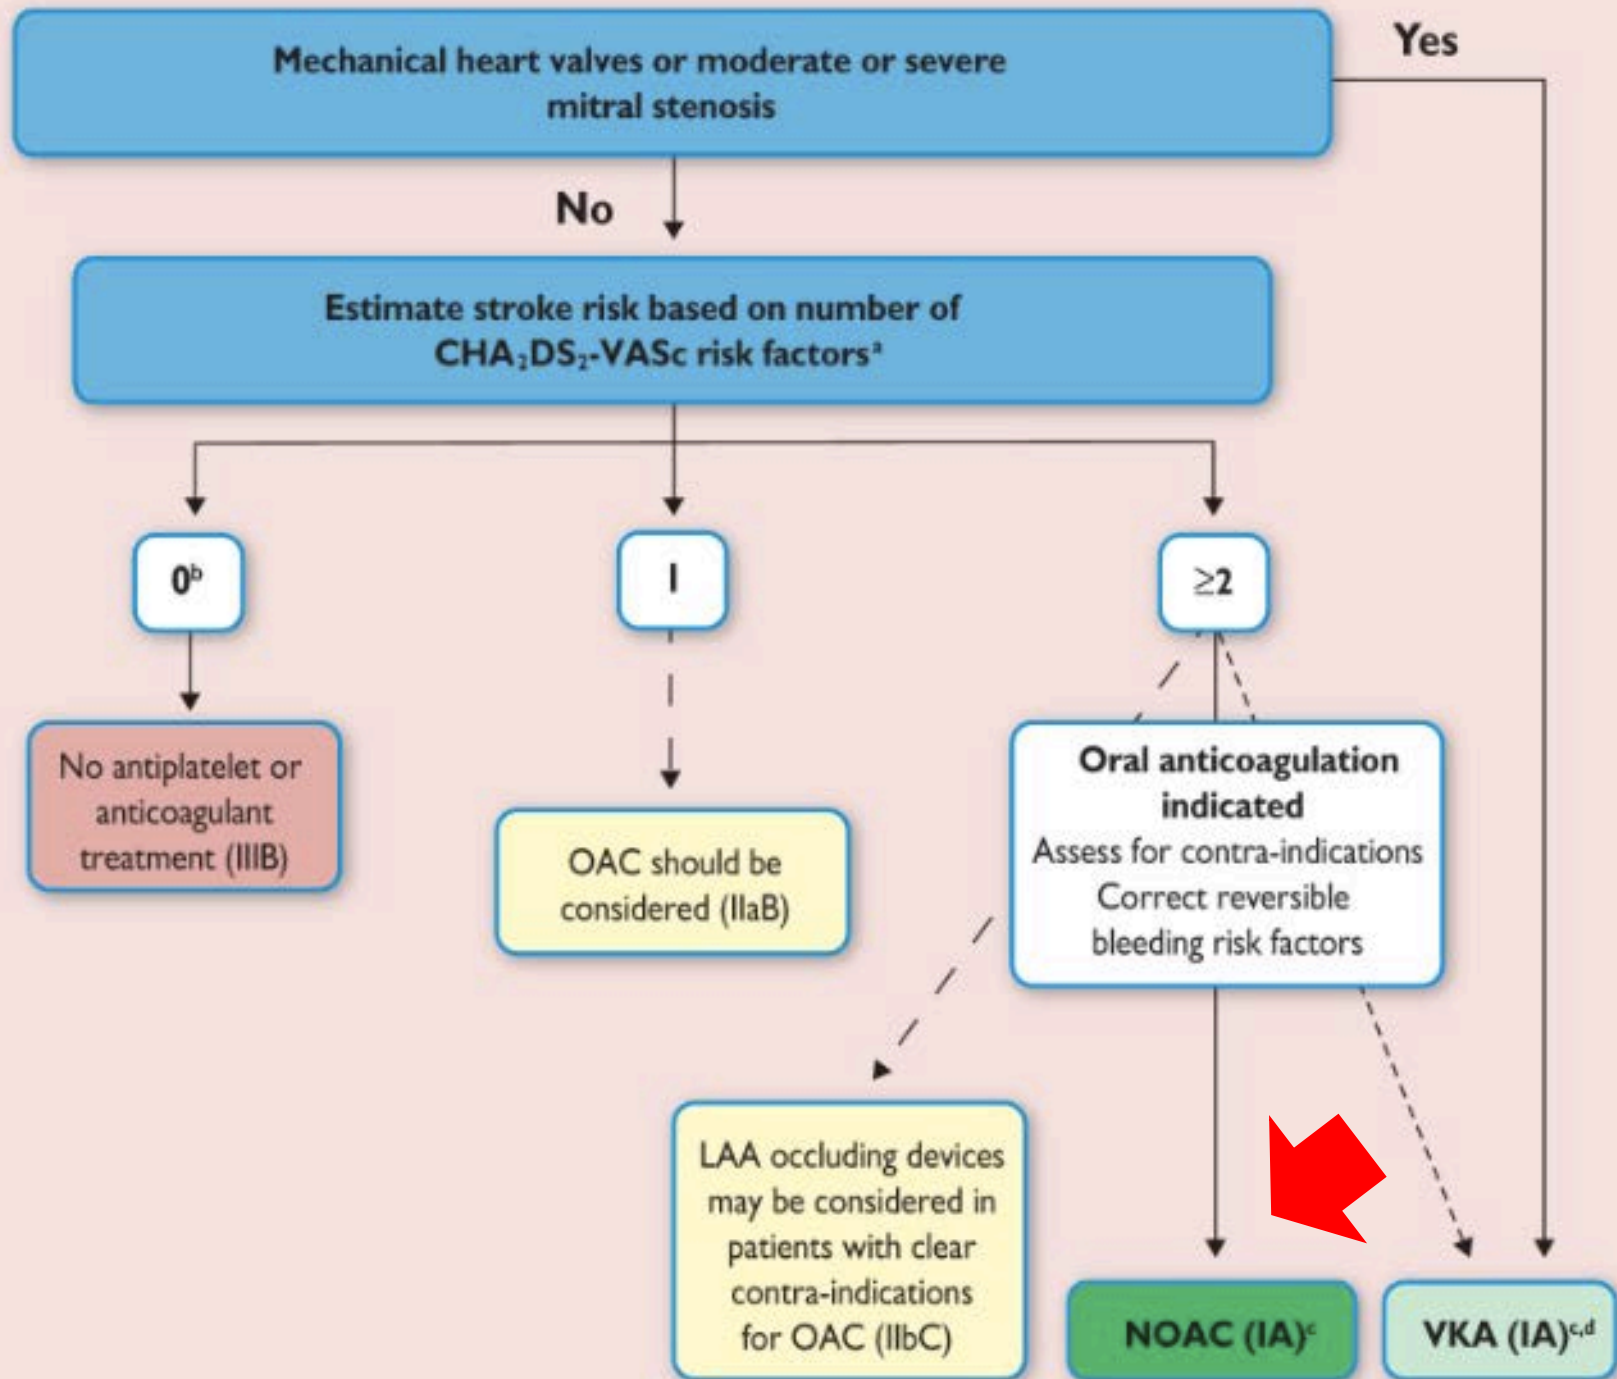 Mechanical heart valves or moderate or severe
mitral stenosis
Yes
No
Estimate stroke risk based on number of
CHA₂DS₂-VASc risk factorsᵃ
0ᵇ
I
≥2
No antiplatelet or
anticoagulant
treatment (IIIB)
OAC should be
considered (IIaB)
Oral anticoagulation
indicated
Assess for contra-indications
Correct reversible
bleeding risk factors
LAA occluding devices
may be considered in
patients with clear
contra-indications
for OAC (IIbC)
NOAC (IA)ᶜ
VKA (IA)ᶜ,ᵈ